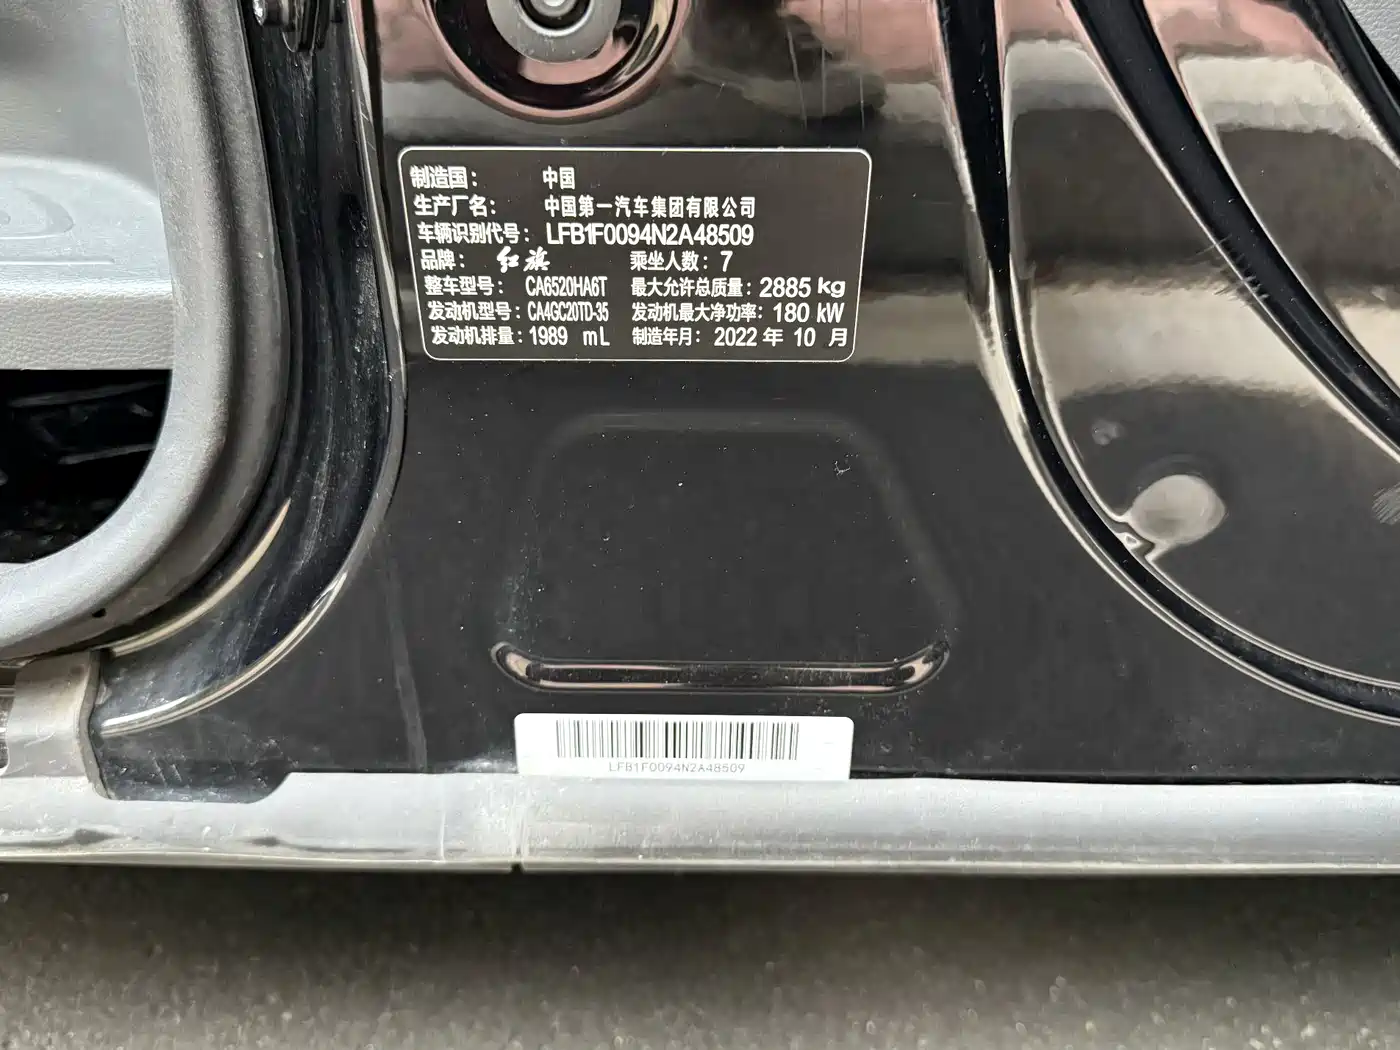 制造国： 中国
生产厂名： 中国第一汽车集团有限公司
车辆识别代号： LFB1F0094N2A48509
品牌： 红旗 乘坐人数： 7
整车型号： CA6520HA6T 最大允许总质量： 2885 kg
发动机型号： CA4GC20TD-35 发动机最大净功率： 180 kW
发动机排量： 1989 mL 制造年月： 2022 年 10 月
LFB1F0094N2A48509